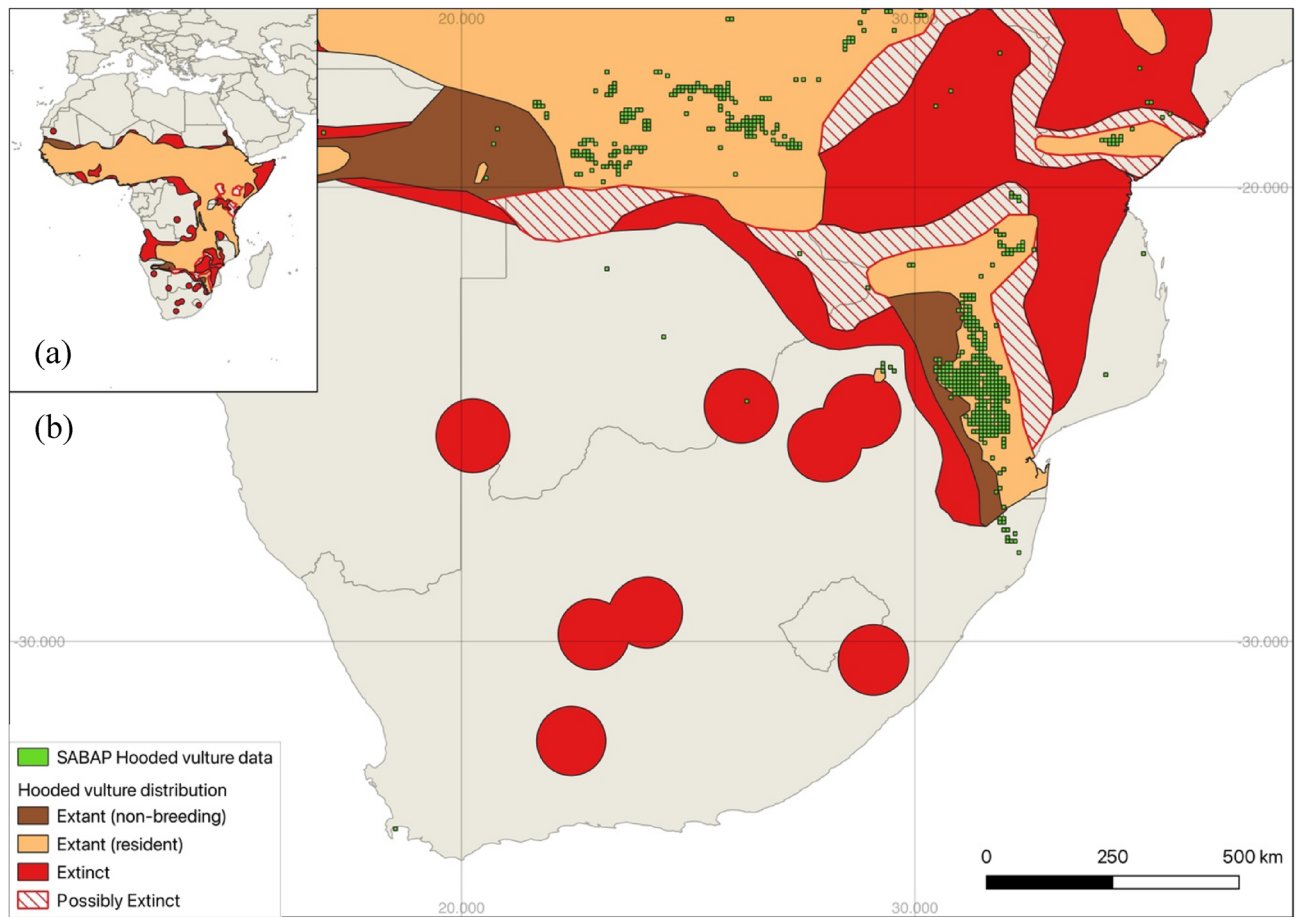 20.000
30.000
(a)
-20.000
(b)
-30.000
-30.000
SABAP Hooded vulture data
Hooded vulture distribution
Extant (non-breeding)
Extant (resident)
Extinct
Possibly Extinct
0 250 500 km
20.000
30.000